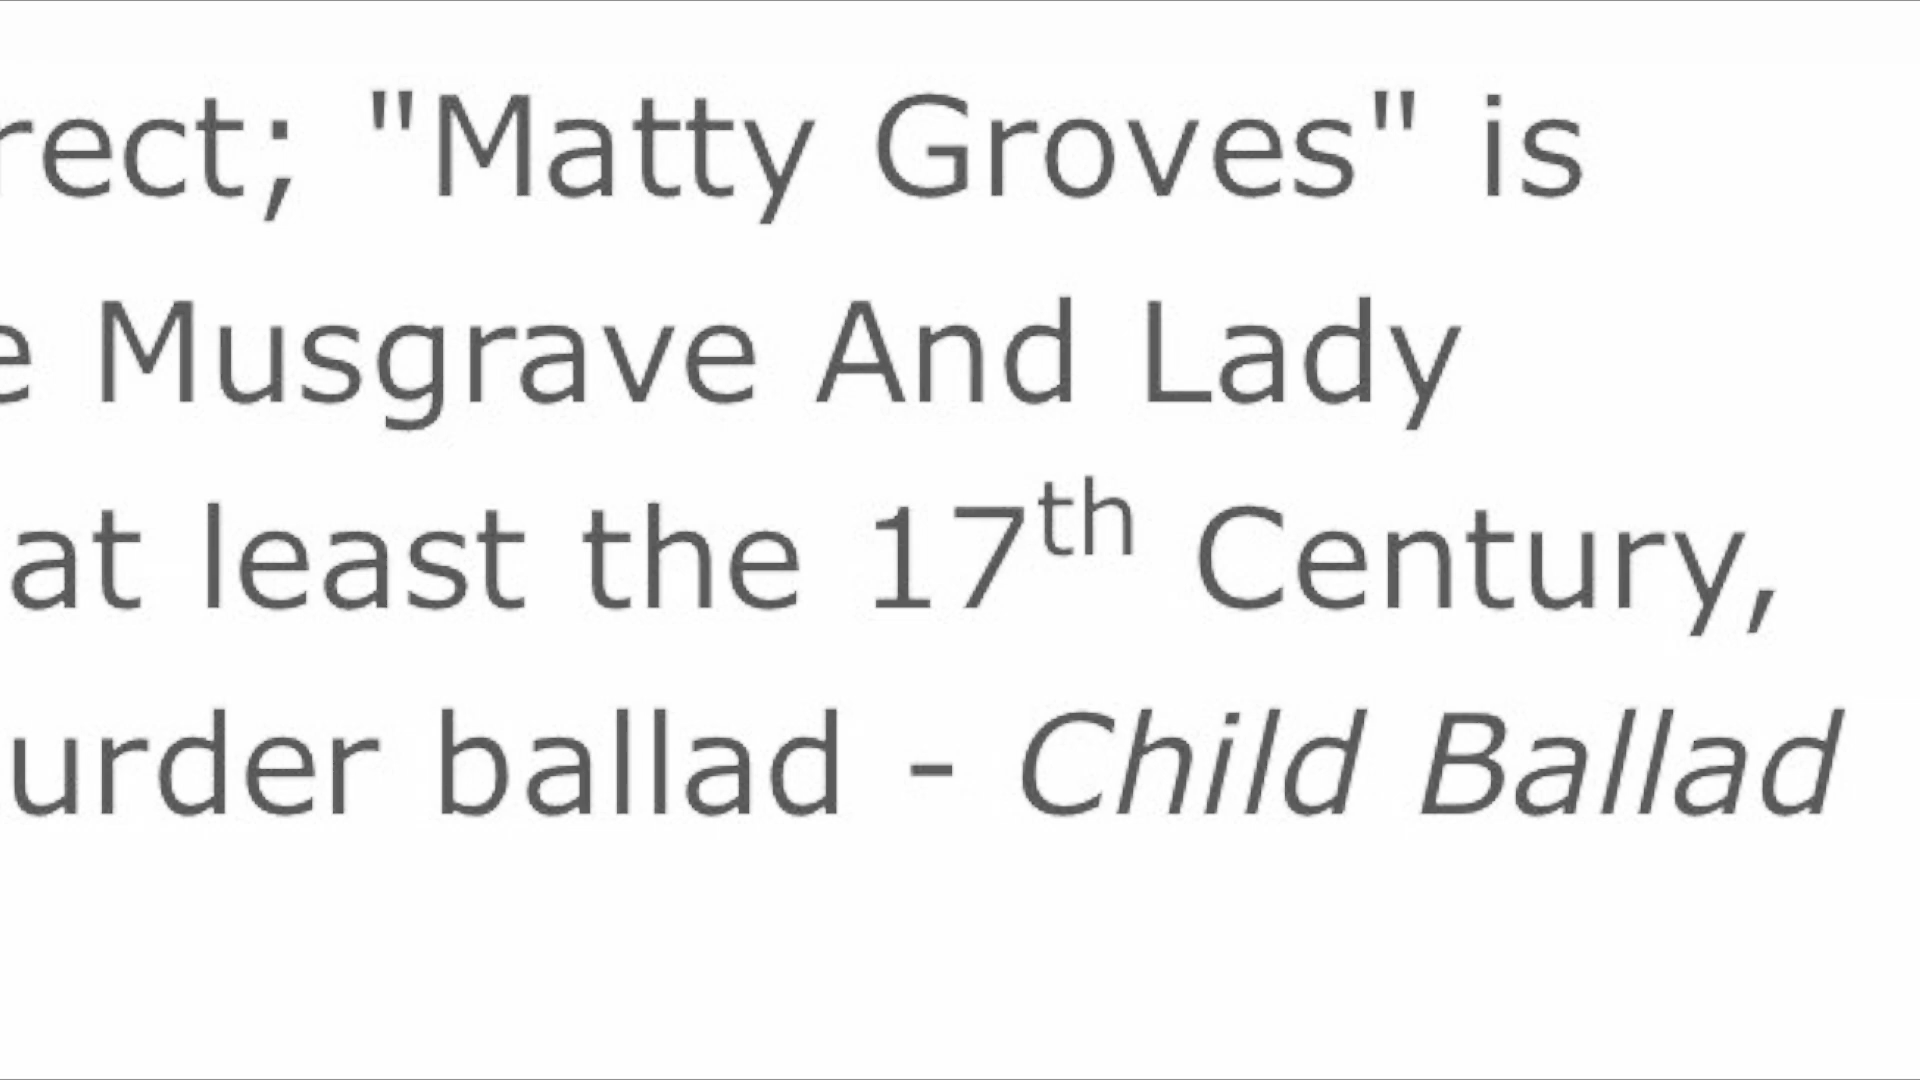 rect; "Matty Groves" is
e Musgrave And Lady
at least the 17th Century,
urder ballad - Child Ballad